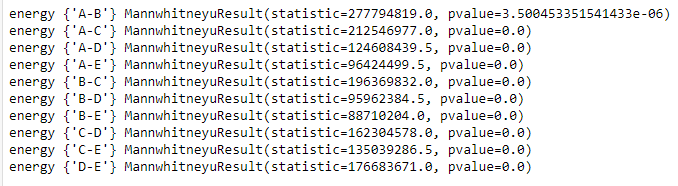 energy {'A-B'} MannwhitneyuResult(statistic=277794819.0, pvalue=3.500453351541433e-06)
energy {'A-C'} MannwhitneyuResult(statistic=212546977.0, pvalue=0.0)
energy {'A-D'} MannwhitneyuResult(statistic=124608439.5, pvalue=0.0)
energy {'A-E'} MannwhitneyuResult(statistic=96424499.5, pvalue=0.0)
energy {'B-C'} MannwhitneyuResult(statistic=196369832.0, pvalue=0.0)
energy {'B-D'} MannwhitneyuResult(statistic=95962384.5, pvalue=0.0)
energy {'B-E'} MannwhitneyuResult(statistic=88710204.0, pvalue=0.0)
energy {'C-D'} MannwhitneyuResult(statistic=162304578.0, pvalue=0.0)
energy {'C-E'} MannwhitneyuResult(statistic=135039286.5, pvalue=0.0)
energy {'D-E'} MannwhitneyuResult(statistic=176683671.0, pvalue=0.0)